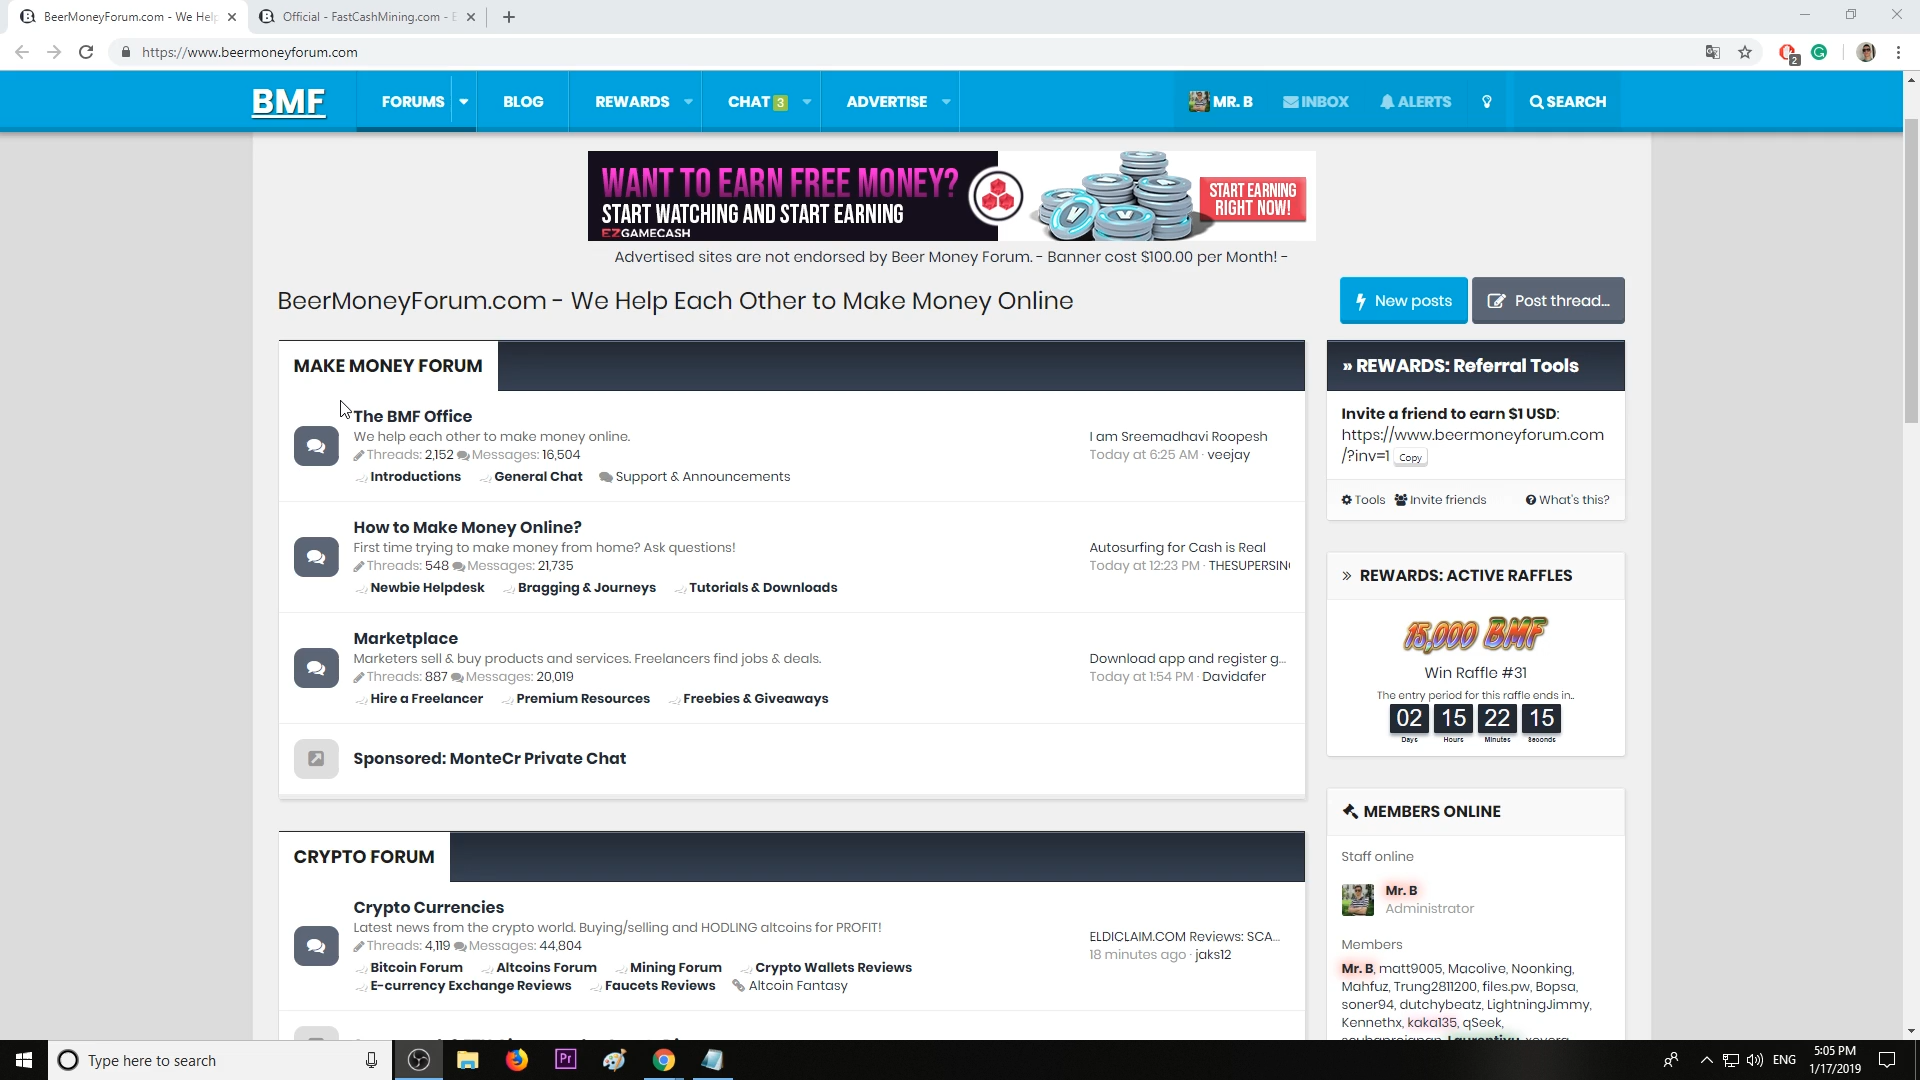 BeerMoneyForum.com - We Help
Official - FastCashMining.com - E
https://www.beermoneyforum.com
2
BMF
FORUMS
BLOG
REWARDS
CHAT 3
ADVERTISE
MR. B
INBOX
ALERTS
SEARCH
WANT TO EARN FREE MONEY?
START WATCHING AND START EARNING
EZGAMECASH
START EARNING
RIGHT NOW!
Advertised sites are not endorsed by Beer Money Forum. - Banner cost $100.00 per Month! -
BeerMoneyForum.com - We Help Each Other to Make Money Online
New posts
Post thread...
MAKE MONEY FORUM
The BMF Office
We help each other to make money online.
Threads: 2,152 Messages: 16,504
Introductions General Chat Support & Announcements
I am Sreemadhavi Roopesh
Today at 6:25 AM · veejay
How to Make Money Online?
First time trying to make money from home? Ask questions!
Threads: 548 Messages: 21,735
Newbie Helpdesk Bragging & Journeys Tutorials & Downloads
Autosurfing for Cash is Real
Today at 12:23 PM · THESUPERSIN
Marketplace
Marketers sell & buy products and services. Freelancers find jobs & deals.
Threads: 887 Messages: 20,019
Hire a Freelancer Premium Resources Freebies & Giveaways
Download app and register g...
Today at 1:54 PM · Davidafer
Sponsored: MonteCr Private Chat
CRYPTO FORUM
Crypto Currencies
Latest news from the crypto world. Buying/selling and HODLING altcoins for PROFIT!
Threads: 4,119 Messages: 44,804
Bitcoin Forum Altcoins Forum Mining Forum Crypto Wallets Reviews
E-currency Exchange Reviews Faucets Reviews Altcoin Fantasy
ELDICLAIM.COM Reviews: SCA...
18 minutes ago · jaks12
» REWARDS: Referral Tools
Invite a friend to earn $1 USD:
https://www.beermoneyforum.com
/?inv=1 Copy
Tools Invite friends What's this?
» REWARDS: ACTIVE RAFFLES
15,000 BMF
Win Raffle #31
The entry period for this raffle ends in..
02 15 22 15
Days Hours Minutes Seconds
MEMBERS ONLINE
Staff online
Mr. B
Administrator
Members
Mr. B, matt9005, Macolive, Noonking,
Mahfuz, Trung2811200, files.pw, Bopsa,
soner94, dutchybeatz, LightningJimmy,
Kennethx, kaka135, qSeek,
Type here to search
Pr
ENG
5:05 PM
1/17/2019